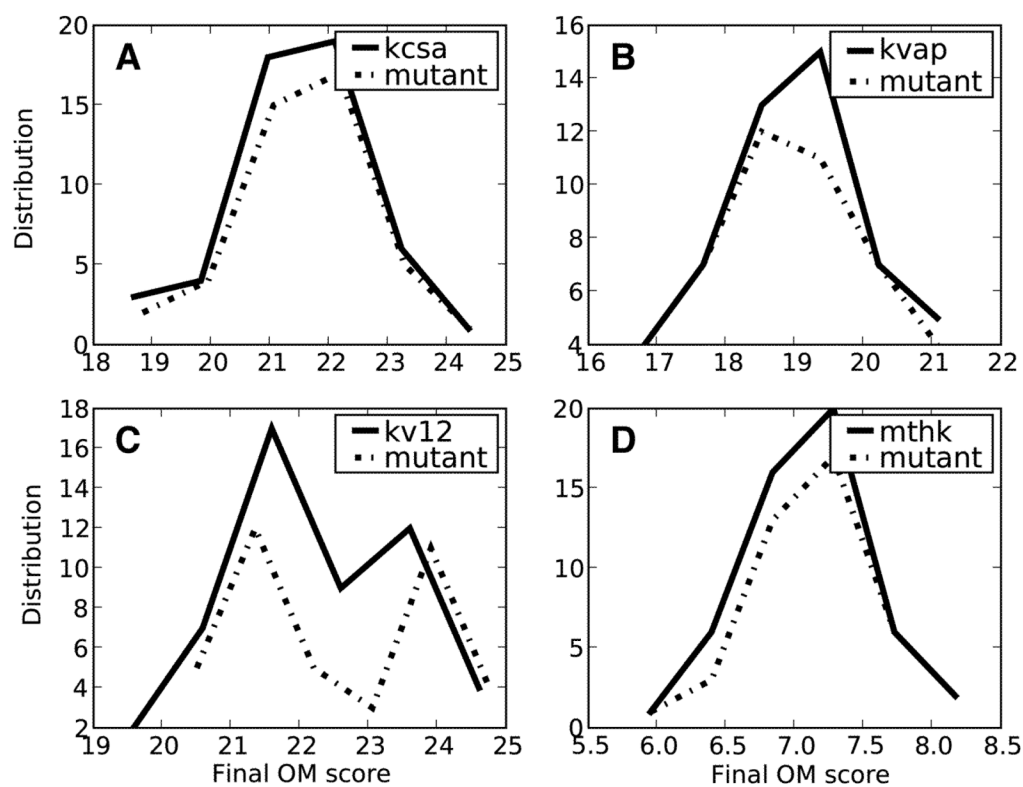 A
kcsa
mutant
Distribution
20
15
10
5
0
18 19 20 21 22 23 24 25
B
kvap
mutant
16
14
12
10
8
6
4
16 17 18 19 20 21 22
C
kv12
mutant
Distribution
18
16
14
12
10
8
6
4
2
19 20 21 22 23 24 25
Final OM score
D
mthk
mutant
20
15
10
5
0
5.5 6.0 6.5 7.0 7.5 8.0 8.5
Final OM score